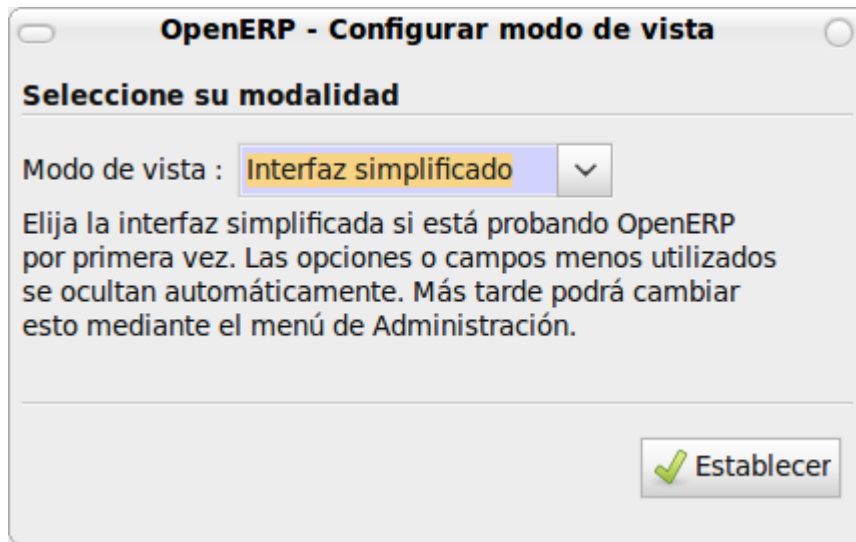 OpenERP - Configurar modo de vista
Seleccione su modalidad
Modo de vista : Interfaz simplificado
Elija la interfaz simplificada si está probando OpenERP
por primera vez. Las opciones o campos menos utilizados
se ocultan automáticamente. Más tarde podrá cambiar
esto mediante el menú de Administración.
Establecer